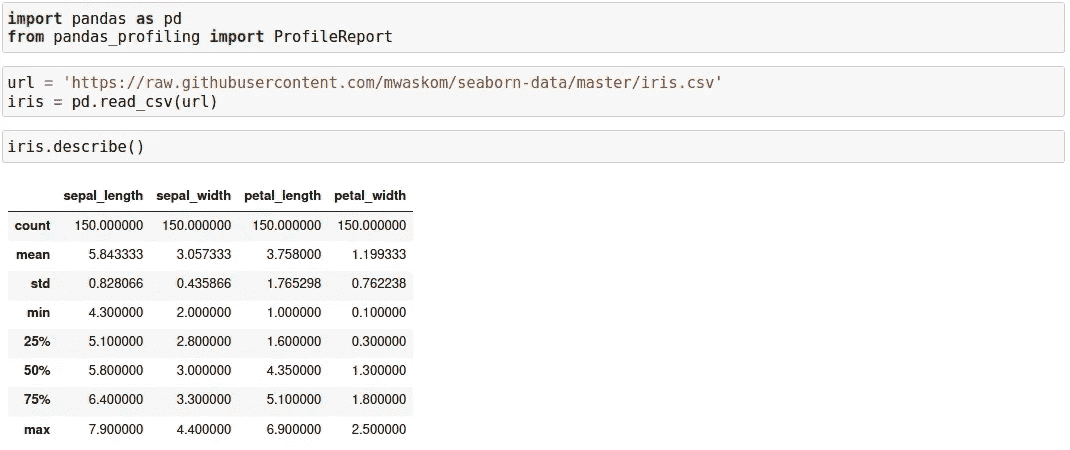 import pandas as pd
from pandas_profiling import ProfileReport
url = 'https://raw.githubusercontent.com/mwaskom/seaborn-data/master/iris.csv'
iris = pd.read_csv(url)
iris.describe()
sepal_length sepal_width petal_length petal_width
count 150.000000 150.000000 150.000000 150.000000
mean 5.843333 3.057333 3.758000 1.199333
std 0.828066 0.435866 1.765298 0.762238
min 4.300000 2.000000 1.000000 0.100000
25% 5.100000 2.800000 1.600000 0.300000
50% 5.800000 3.000000 4.350000 1.300000
75% 6.400000 3.300000 5.100000 1.800000
max 7.900000 4.400000 6.900000 2.500000